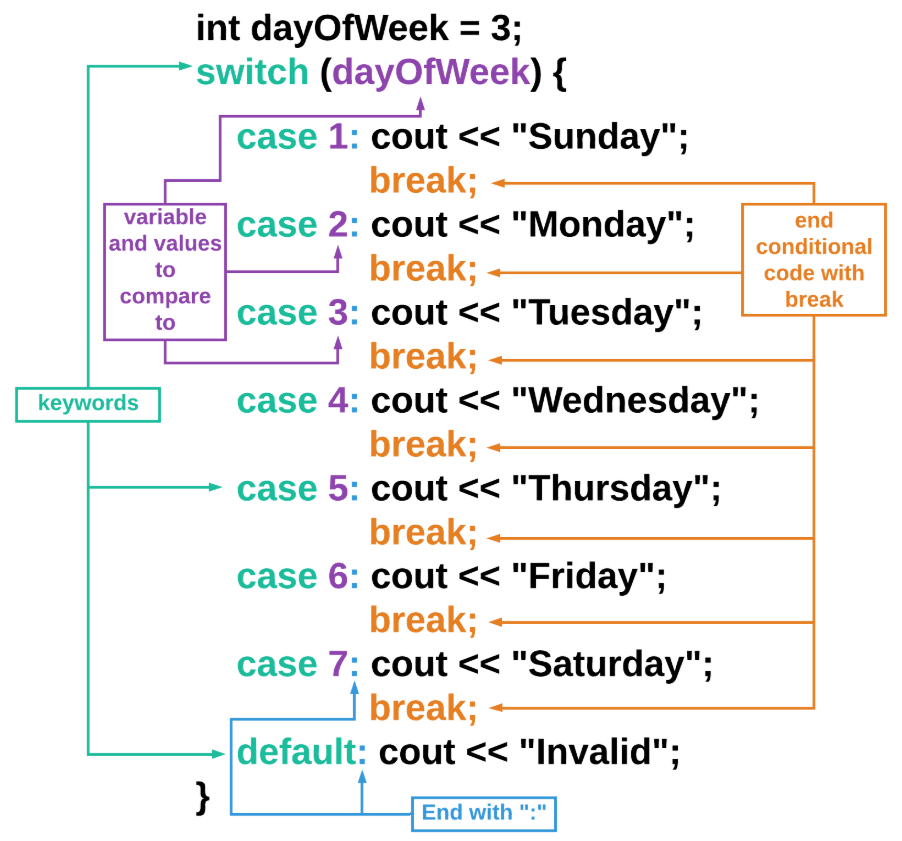 int dayOfWeek = 3;
switch (dayOfWeek) {
case 1: cout << "Sunday";
break;
variable
and values
to
compare
to
case 2: cout << "Monday";
end
conditional
code with
break
break;
case 3: cout << "Tuesday";
break;
keywords
case 4: cout << "Wednesday";
break;
case 5: cout << "Thursday";
break;
case 6: cout << "Friday";
break;
case 7: cout << "Saturday";
break;
default: cout << "Invalid";
}
End with ":"